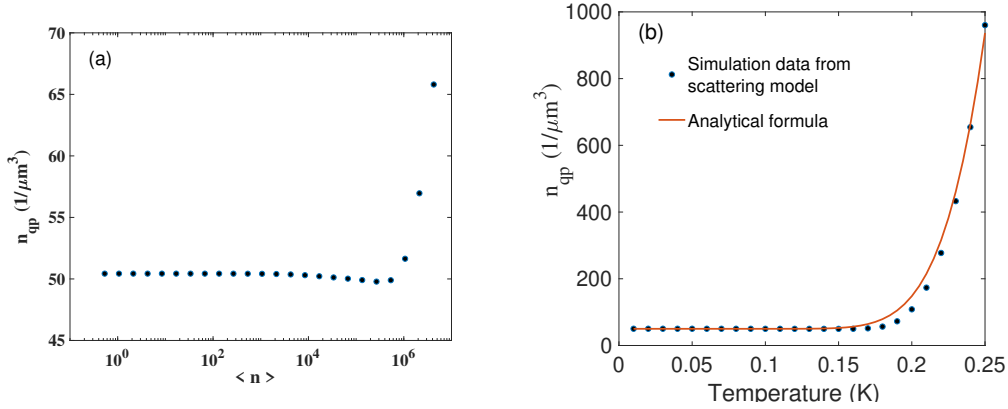 (a)
70
65
60
55
50
45
n_qp (1/μm^3)
10^0
10^2
10^4
10^6
< n >
(b)
1000
800
600
400
200
0
n_qp (1/μm^3)
Simulation data from
scattering model
Analytical formula
0
0.05
0.1
0.15
0.2
0.25
Temperature (K)